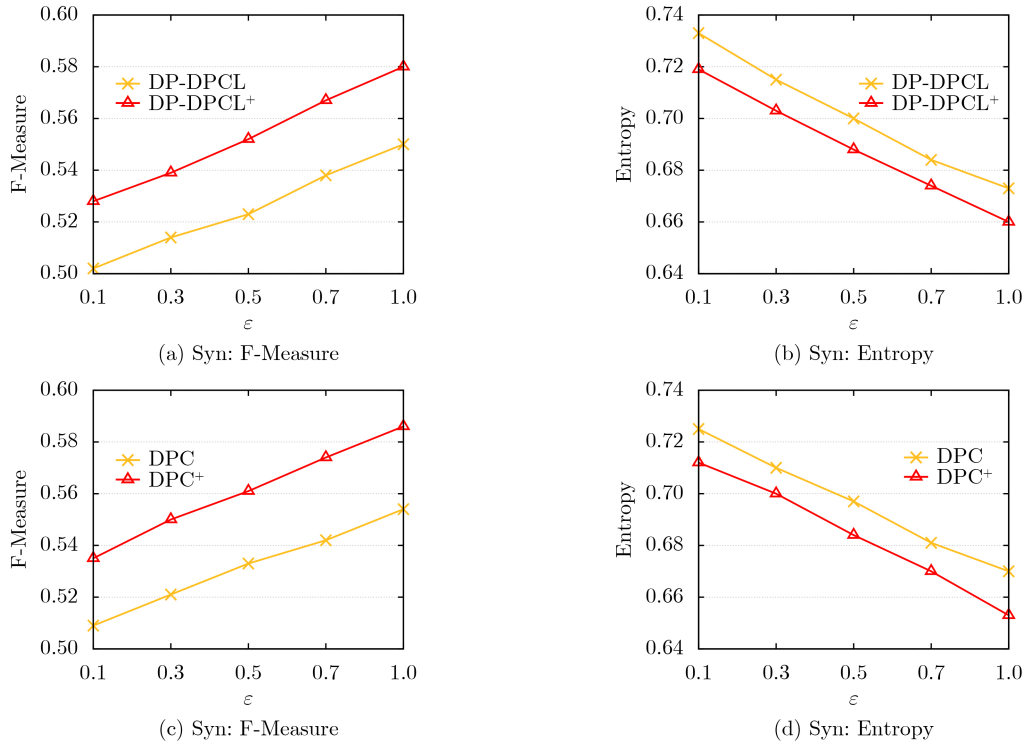 0.60
0.58
0.56
0.54
0.52
0.50
F-Measure
DP-DPCL
DP-DPCL⁺
0.1 0.3 0.5 0.7 1.0
ε
(a) Syn: F-Measure
0.74
0.72
0.70
0.68
0.66
0.64
Entropy
DP-DPCL
DP-DPCL⁺
0.1 0.3 0.5 0.7 1.0
ε
(b) Syn: Entropy
0.60
0.58
0.56
0.54
0.52
0.50
F-Measure
DPC
DPC⁺
0.1 0.3 0.5 0.7 1.0
ε
(c) Syn: F-Measure
0.74
0.72
0.70
0.68
0.66
0.64
Entropy
DPC
DPC⁺
0.1 0.3 0.5 0.7 1.0
ε
(d) Syn: Entropy